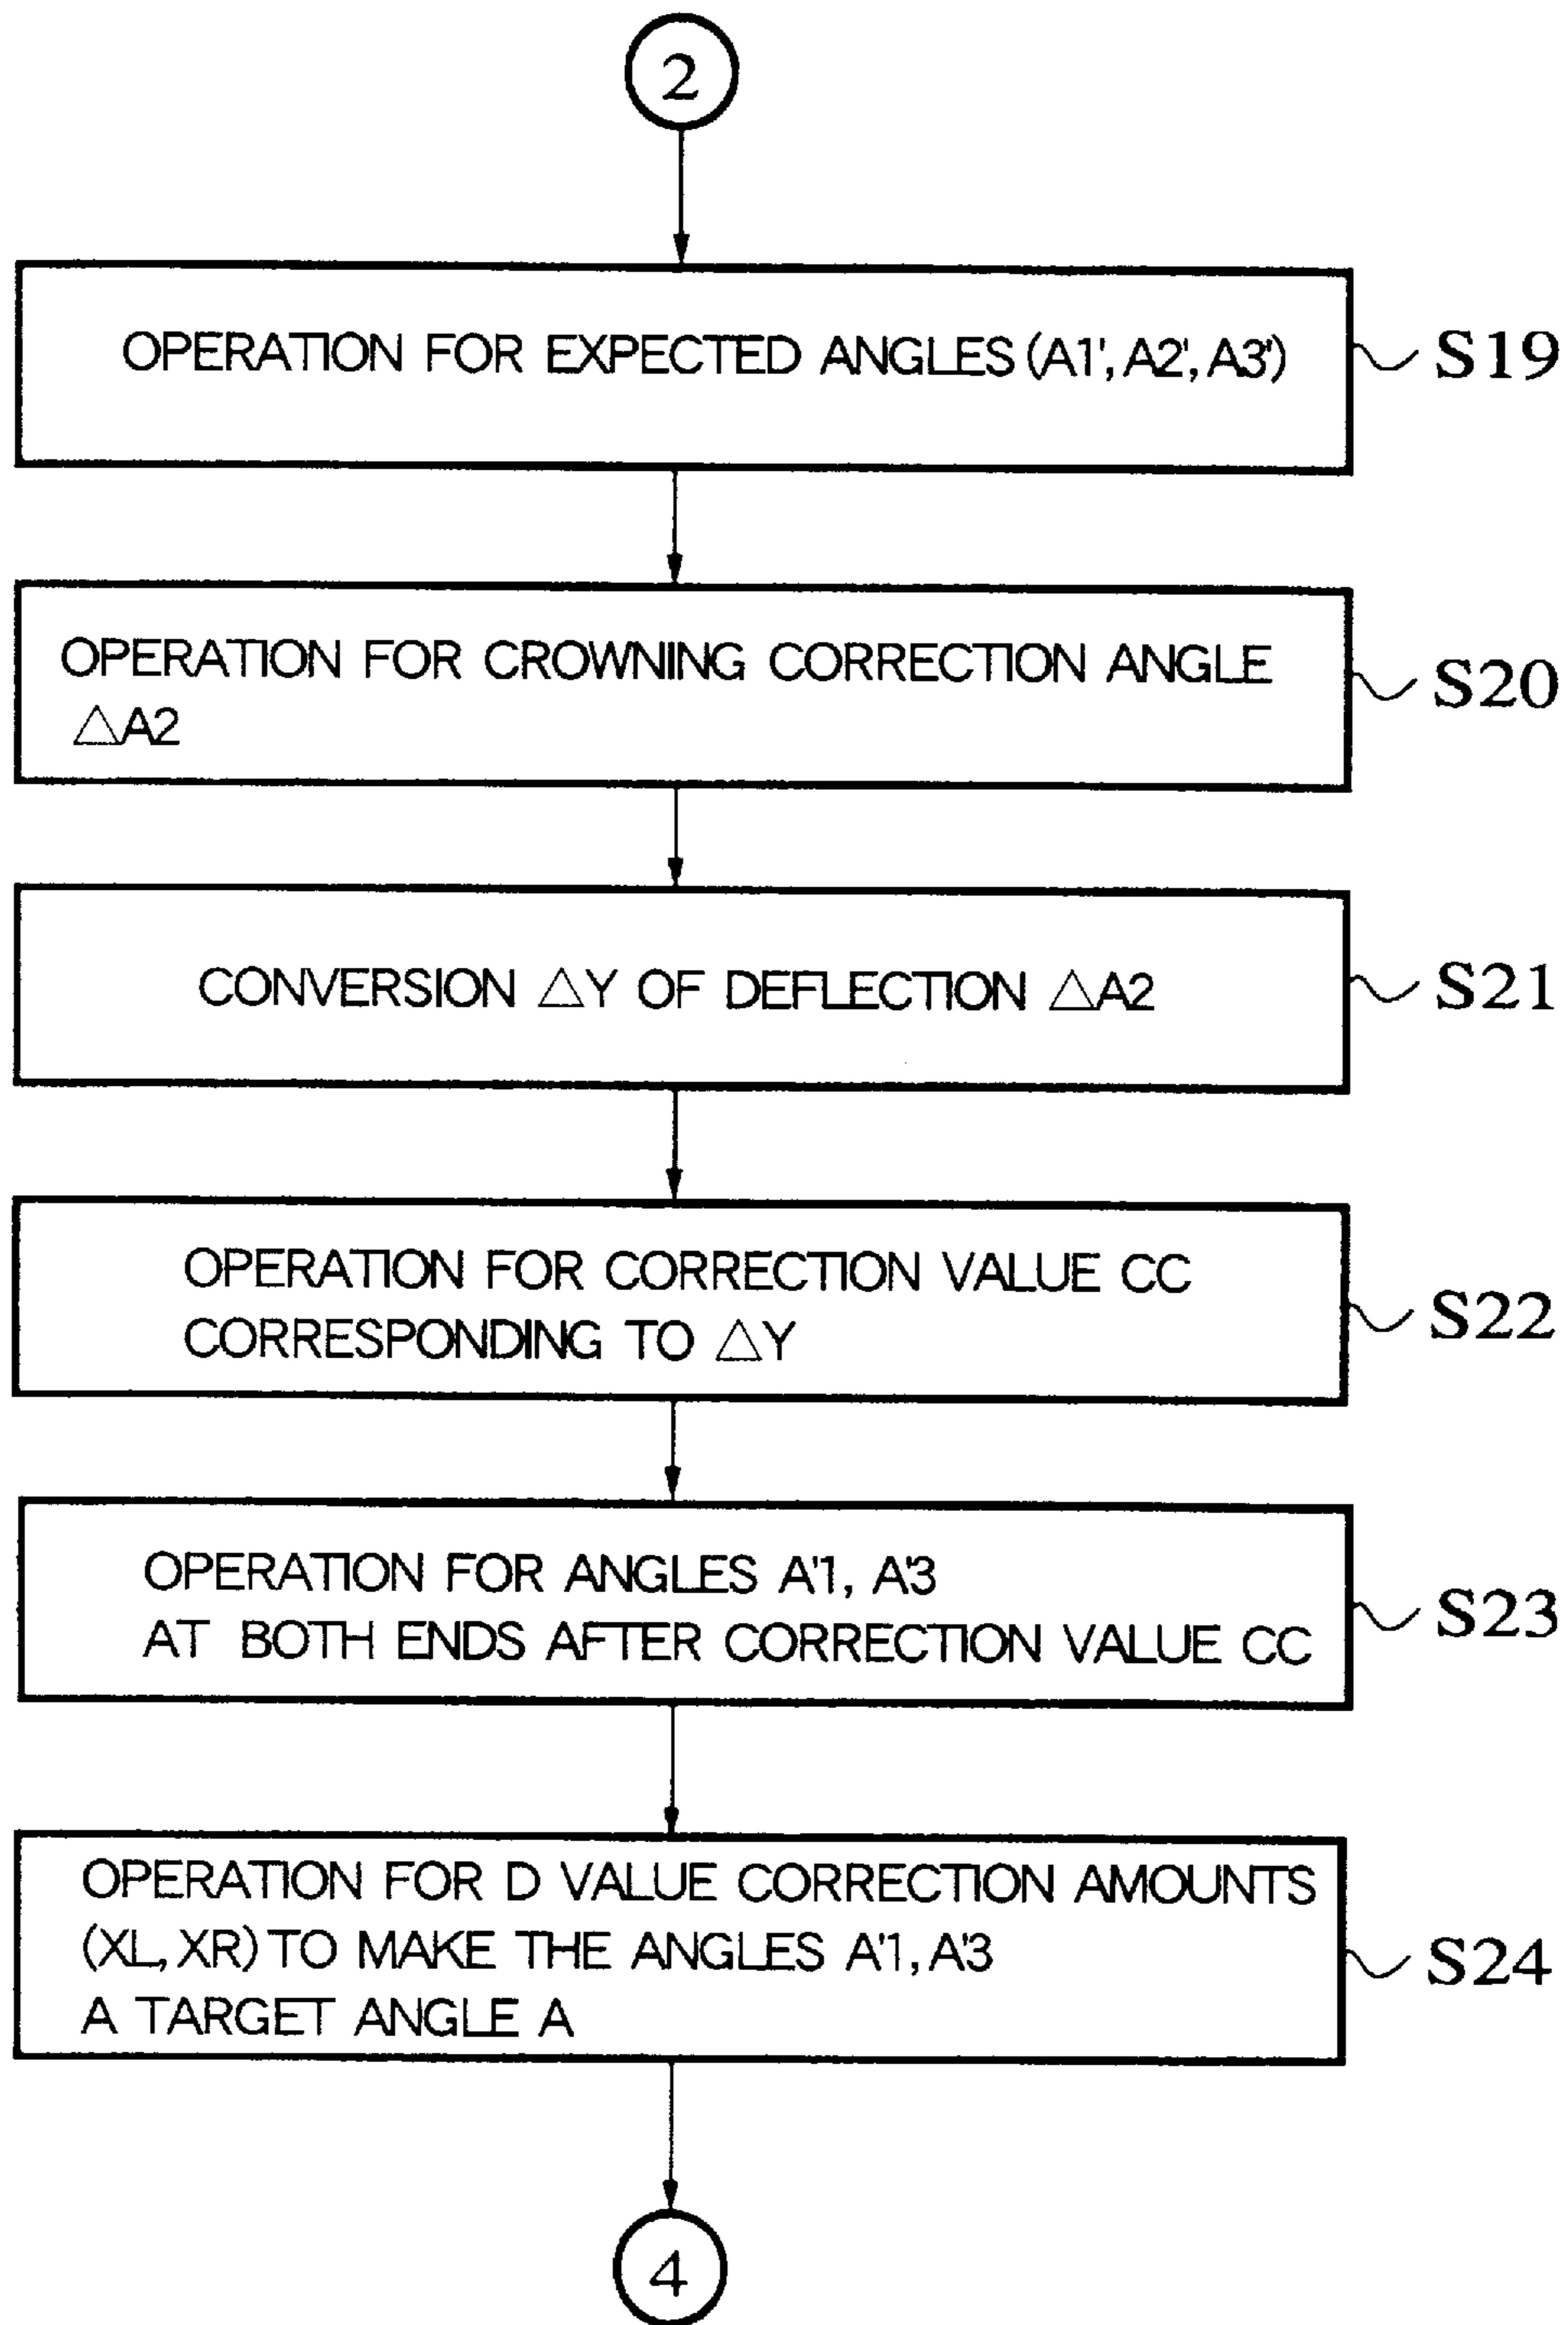 2
OPERATION FOR EXPECTED ANGLES (A1', A2', A3')
S19
OPERATION FOR CROWNING CORRECTION ANGLE
△A2
S20
CONVERSION △Y OF DEFLECTION △A2
S21
OPERATION FOR CORRECTION VALUE CC
CORRESPONDING TO △Y
S22
OPERATION FOR ANGLES A'1, A'3
AT BOTH ENDS AFTER CORRECTION VALUE CC
S23
OPERATION FOR D VALUE CORRECTION AMOUNTS
(XL, XR) TO MAKE THE ANGLES A'1, A'3
A TARGET ANGLE A
S24
4